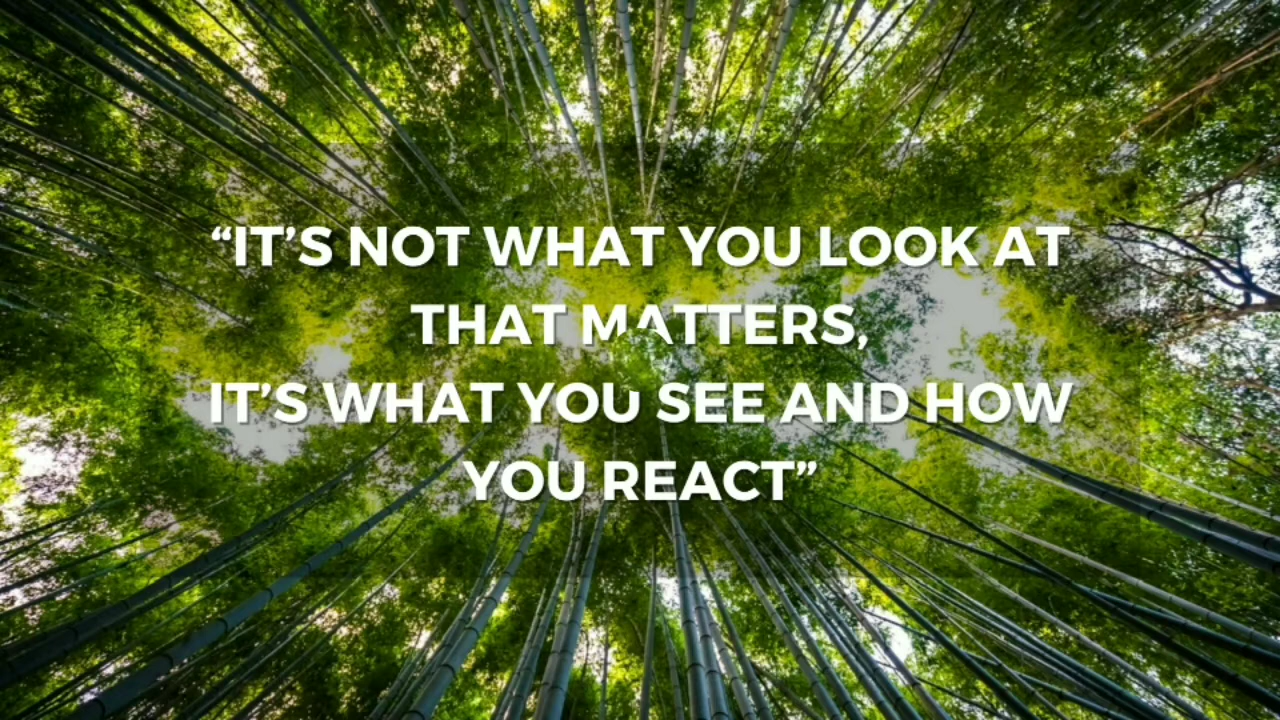 “IT’S NOT WHAT YOU LOOK AT
THAT MATTERS,
IT’S WHAT YOU SEE AND HOW
YOU REACT”